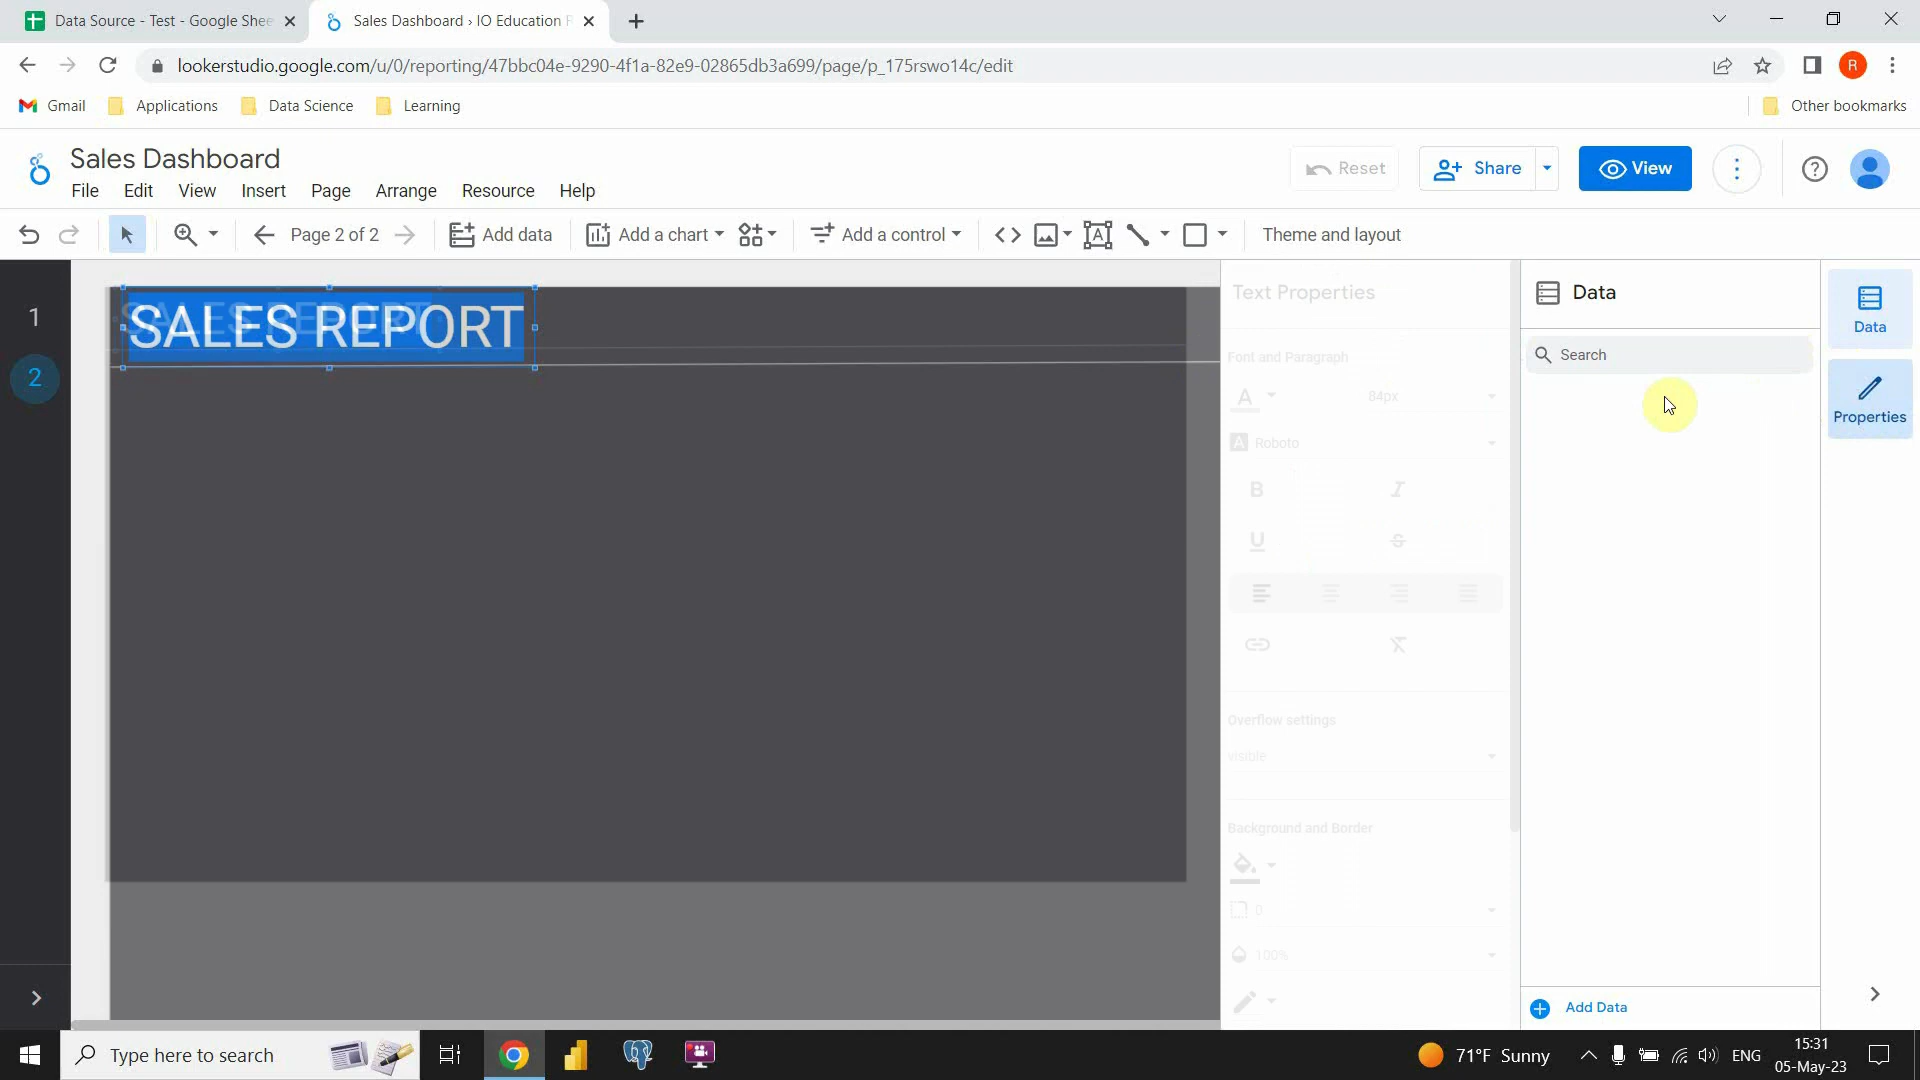 Data Source - Test - Google Shee
Sales Dashboard › IO Education F
lookerstudio.google.com/u/0/reporting/47bbc04e-9290-4f1a-82e9-02865db3a699/page/p_175rswo14c/edit
R
Gmail
Applications
Data Science
Learning
Other bookmarks
Sales Dashboard
Reset
Share
View
File
Edit
View
Insert
Page
Arrange
Resource
Help
Page 2 of 2
Add data
Add a chart
Add a control
Theme and layout
1
2
SALES REPORT
SALES REPORT
Text Properties
Font and Paragraph
84px
Roboto
Overflow settings
visible
Background and Border
0
100%
Data
Search
Add Data
Data
Properties
Type here to search
71°F Sunny
ENG
15:31
05-May-23